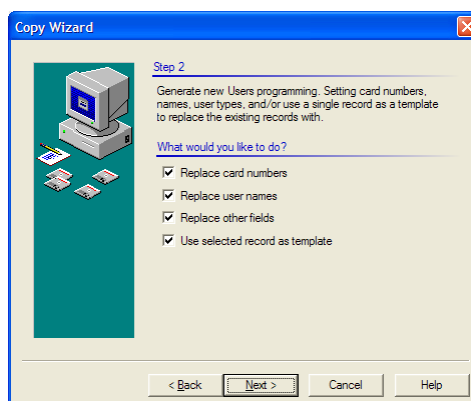 Copy Wizard
Step 2
Generate new Users programming. Setting card numbers,
names, user types, and/or use a single record as a template
to replace the existing records with.
What would you like to do?
Replace card numbers
Replace user names
Replace other fields
Use selected record as template
< Back
Next >
Cancel
Help